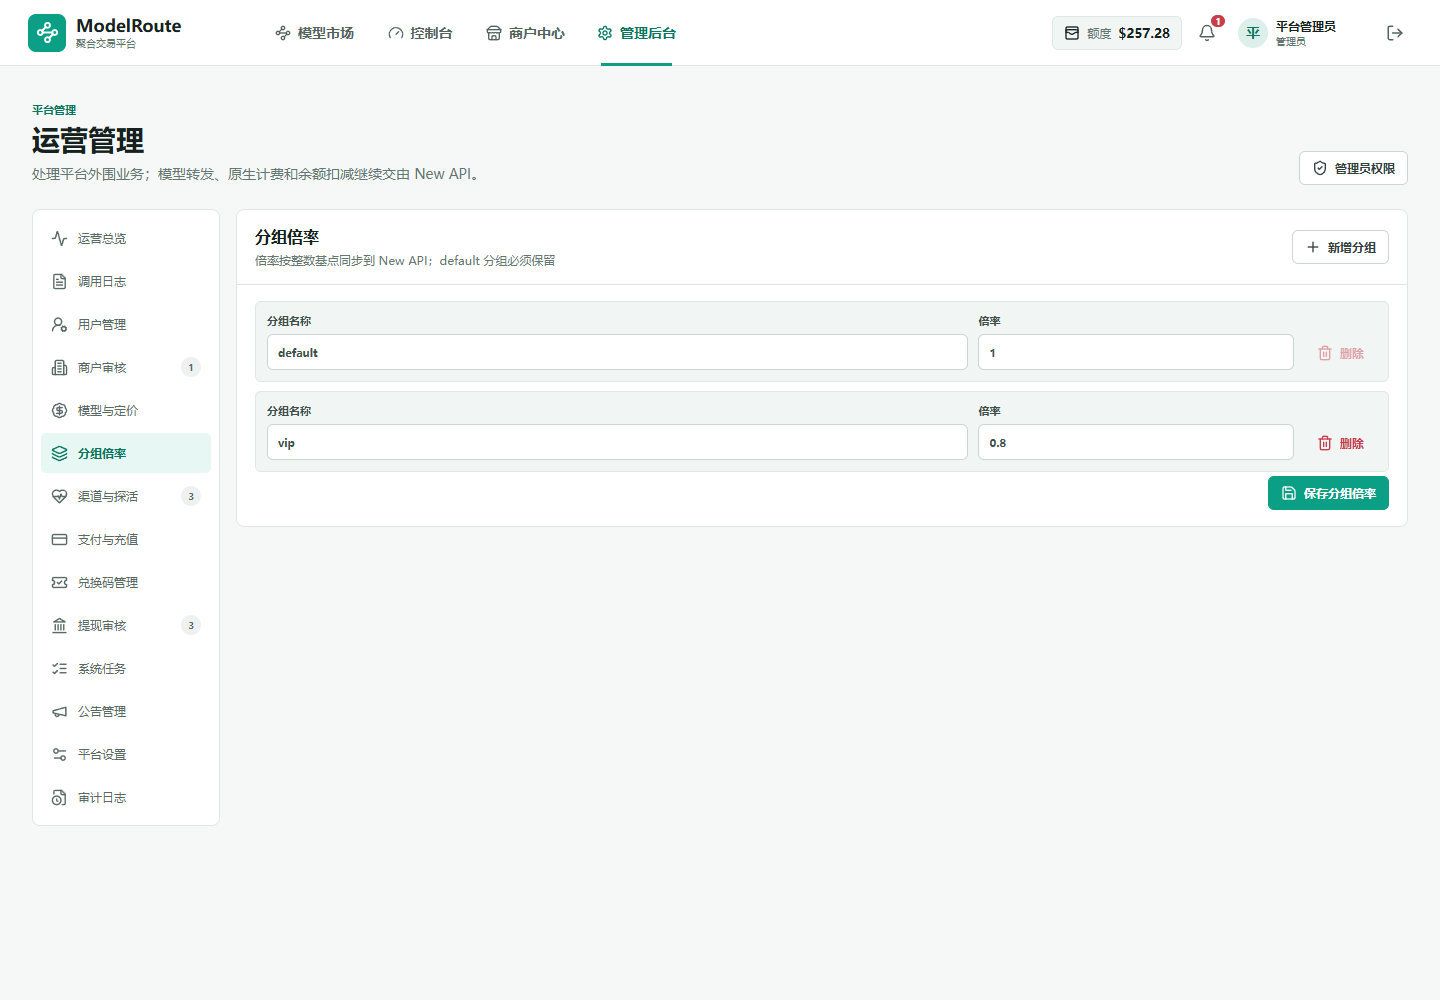 ModelRoute
聚合交易平台
模型市场
控制台
商户中心
管理后台
额度 $257.28
1
平
平台管理员
管理员
平台管理
运营管理
处理平台外围业务；模型转发、原生计费和余额扣减继续交由 New API。
管理员权限
运营总览
调用日志
用户管理
商户审核 1
模型与定价
分组倍率
渠道与探活 3
支付与充值
兑换码管理
提现审核 3
系统任务
公告管理
平台设置
审计日志
分组倍率
倍率按整数基点同步到 New API；default 分组必须保留
新增分组
分组名称 倍率
default 1 删除
分组名称 倍率
vip 0.8 删除
保存分组倍率